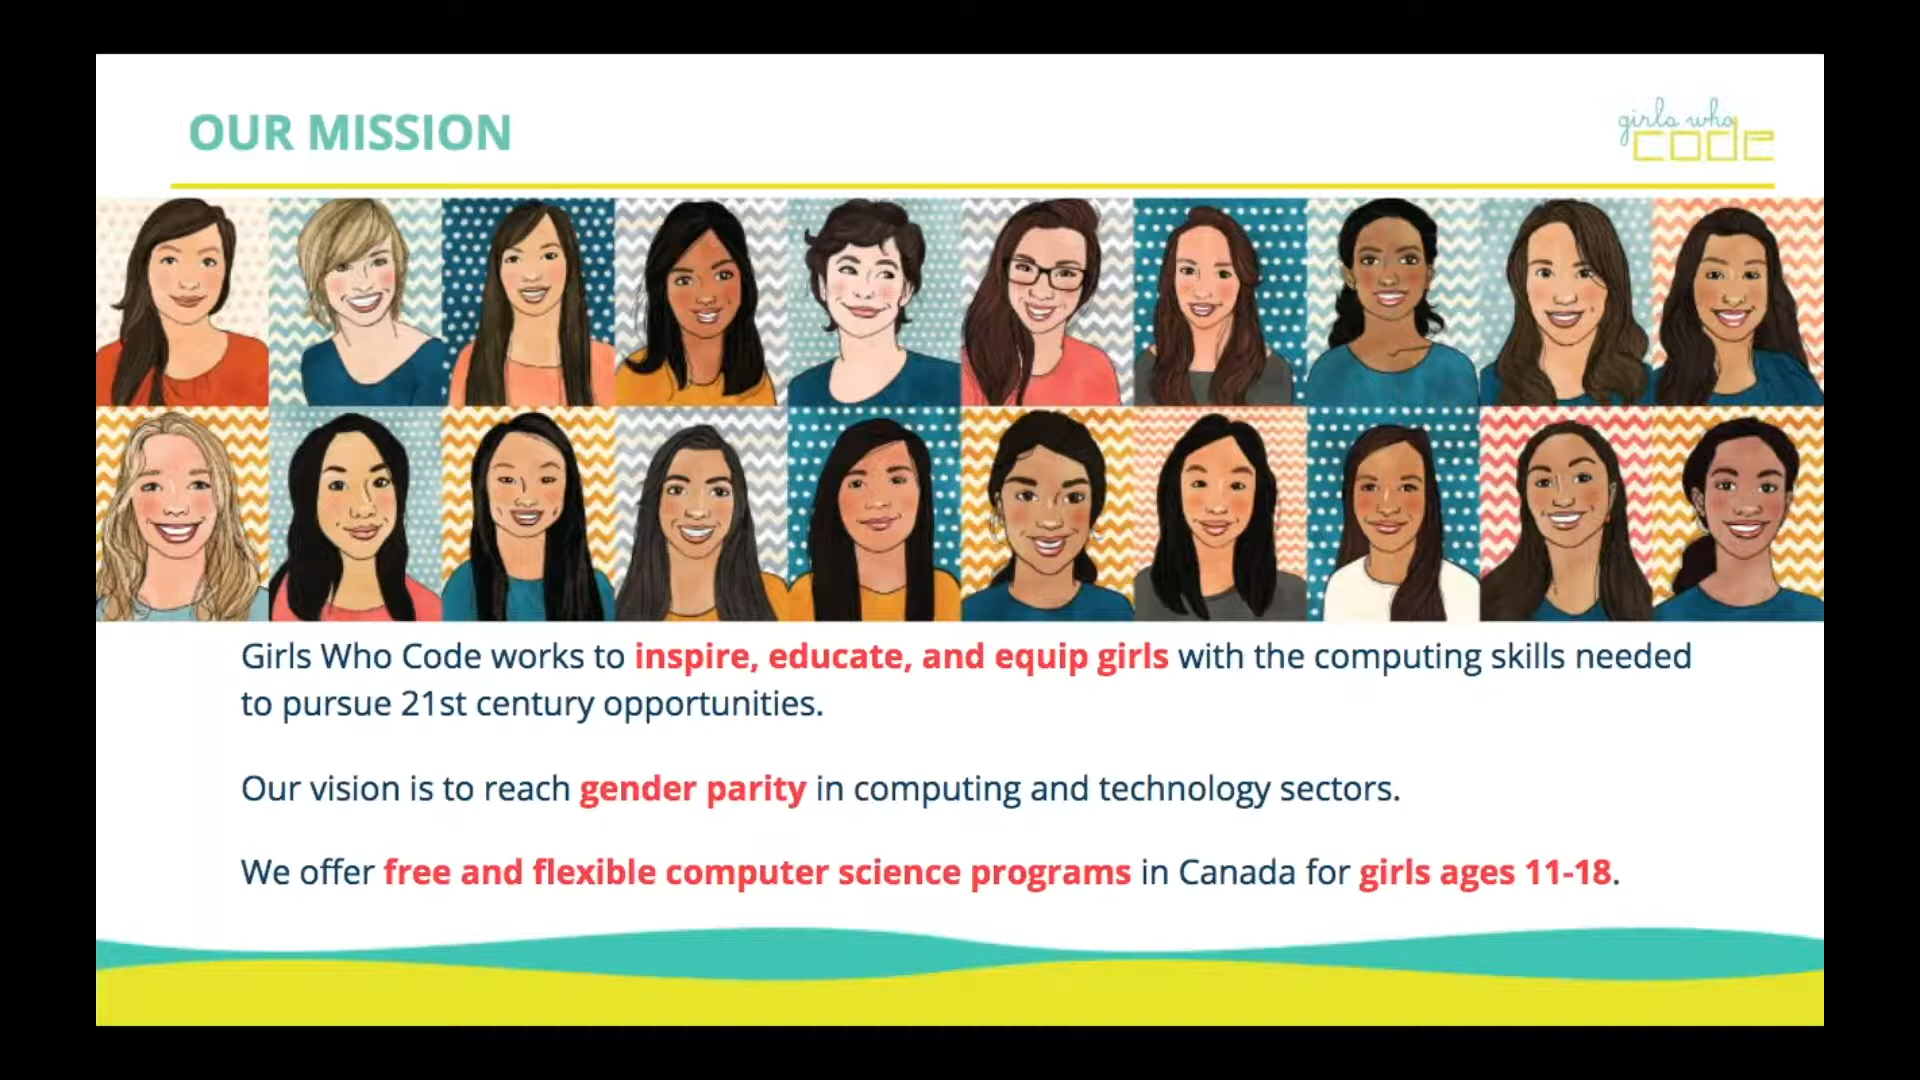 OUR MISSION
girls who
code
Girls Who Code works to inspire, educate, and equip girls with the computing skills needed
to pursue 21st century opportunities.
Our vision is to reach gender parity in computing and technology sectors.
We offer free and flexible computer science programs in Canada for girls ages 11-18.